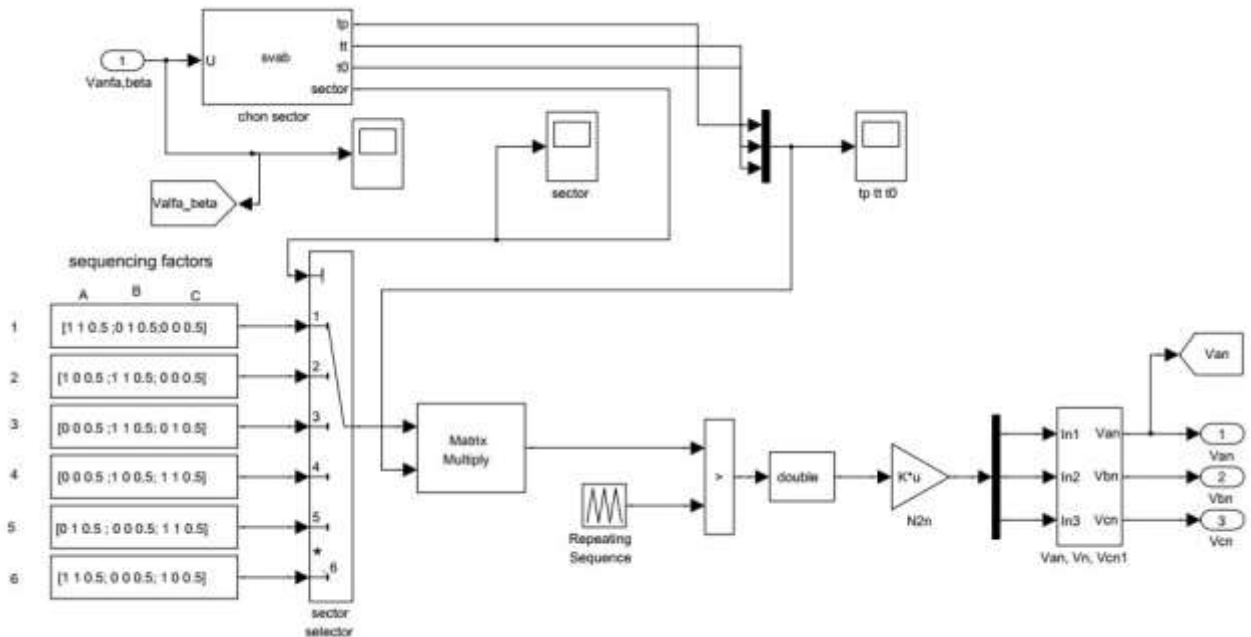 tp
U
svab
tt
t0
sector
1
Vanfa,beta
chon sector
Valfa_beta
sector
tp tt t0
sequencing factors
A B C
1 [1 1 0.5 ;0 1 0.5;0 0 0.5] 1
2 [1 0 0.5 ;1 1 0.5; 0 0 0.5] 2
3 [0 0 0.5 ;1 1 0.5; 0 1 0.5] 3
4 [0 0 0.5 ;1 0 0.5; 1 1 0.5] 4
5 [0 1 0.5 ; 0 0 0.5; 1 1 0.5] 5
*
6 [1 1 0.5; 0 0 0.5; 1 0 0.5] 6
sector
selector
Matrix
Multiply
Repeating
Sequence
>
double
K*u
N2n
Van
In1 Van
In2 Vbn
In3 Vcn
Van, Vn, Vcn1
1
Van
2
Vbn
3
Vcn